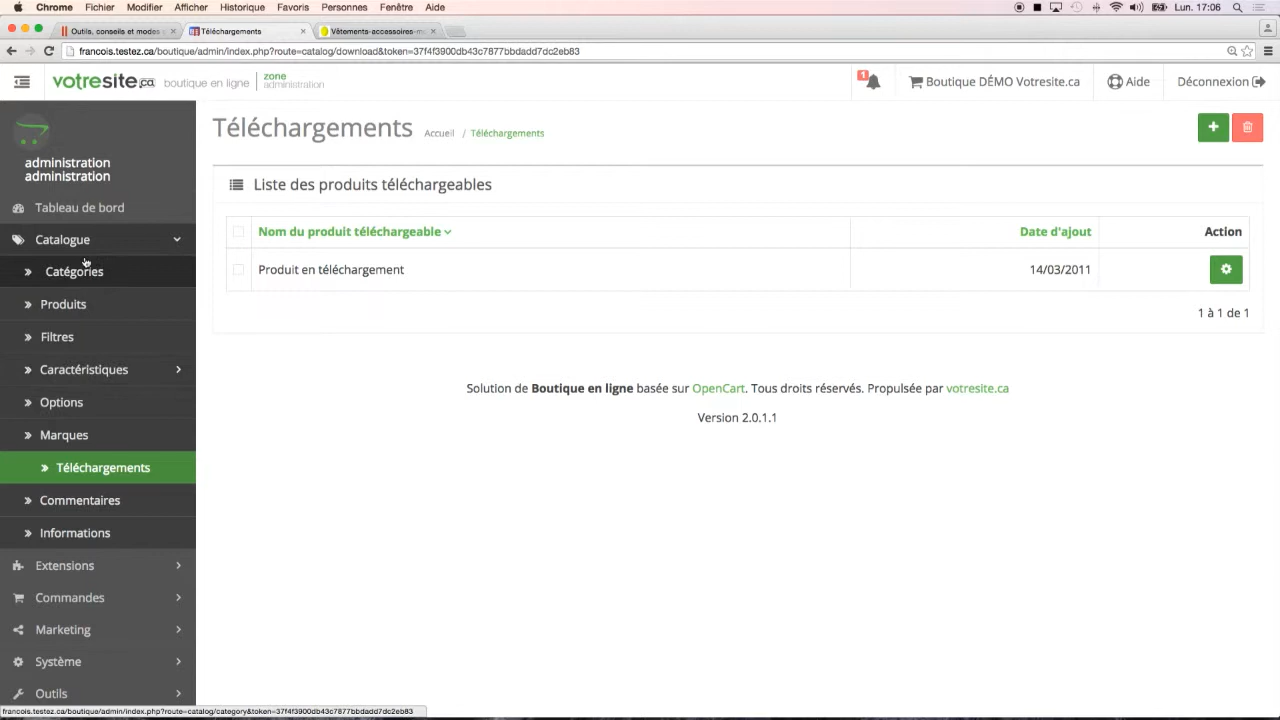 Chrome Fichier Modifier Afficher Historique Favoris Personnes Fenêtre Aide Lun. 17:06
Outils, conseils et modes Téléchargements Vêtements-accessoires-m
francois.testez.ca/boutique/admin/index.php?route=catalog/download&token=37f4f3900db43c7877bbdadd7dc2eb83
votresite.ca boutique en ligne zone administration 1 Boutique DÉMO Votresite.ca Aide Déconnexion
administration
administration
Tableau de bord
Catalogue
Catégories
Produits
Filtres
Caractéristiques
Options
Marques
Téléchargements
Commentaires
Informations
Extensions
Commandes
Marketing
Système
Outils
Téléchargements Accueil / Téléchargements
Liste des produits téléchargeables
Nom du produit téléchargeable Date d'ajout Action
Produit en téléchargement 14/03/2011
1 à 1 de 1
Solution de Boutique en ligne basée sur OpenCart. Tous droits réservés. Propulsée par votresite.ca
Version 2.0.1.1
francois.testez.ca/boutique/admin/index.php?route=catalog/category&token=37f4f3900db43c7877bbdadd7dc2eb83